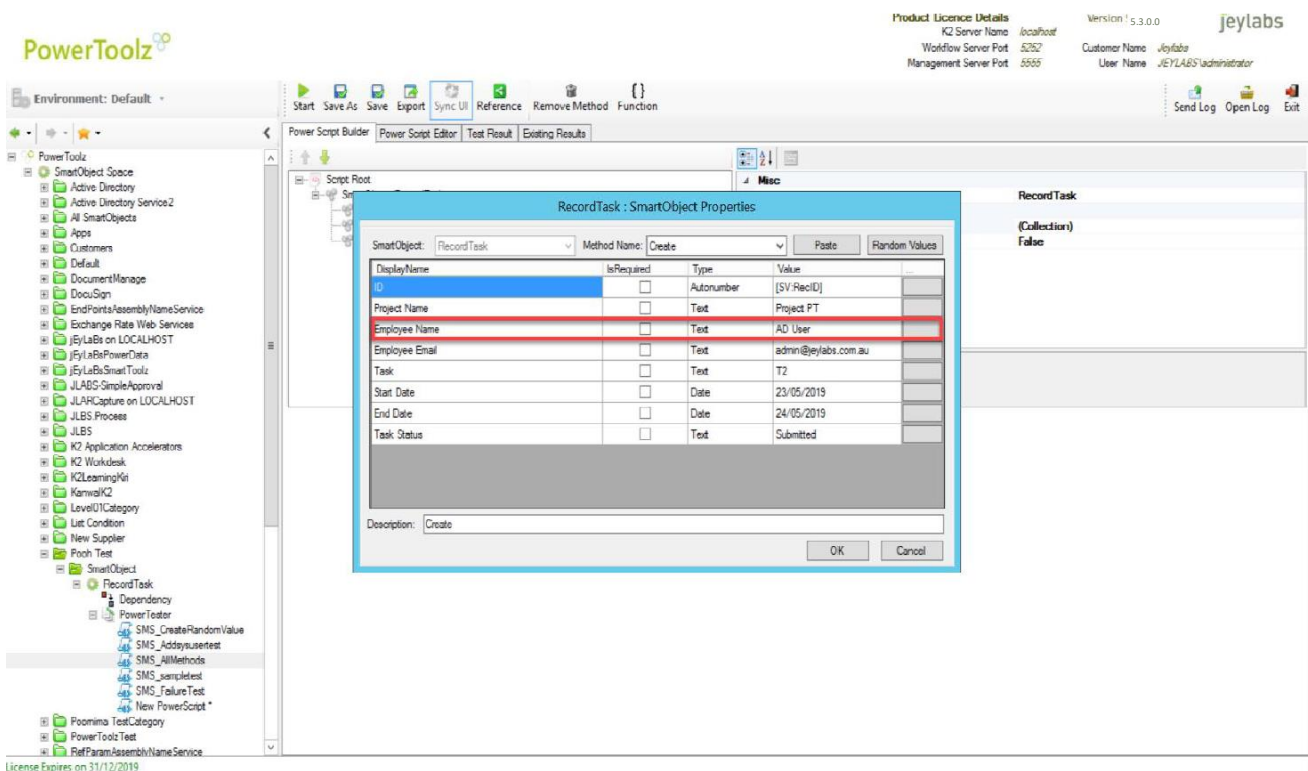 PowerToolz
Product Licence Details
K2 Server Name localhost
Workflow Server Port 5252
Management Server Port 5555
Version 5.3.0.0
Customer Name Jeylabs
User Name JEYLABS\administrator
jeylabs
Environment: Default
Start Save As Save Export Sync UI Reference Remove Method Function
Send Log Open Log Exit
Power Script Builder Power Script Editor Test Result Existing Results
PowerToolz
SmartObject Space
Active Directory
Active Directory Service2
All SmartObjects
Apps
Customers
Default
DocumentManage
DocuSign
EndPointsAssemblyNameService
Exchange Rate Web Services
jEyLaBs on LOCALHOST
jEyLaBsPowerData
jEyLaBsSmartToolz
JLABS-SimpleApproval
JLARCapture on LOCALHOST
JLBS.Process
JLBS
K2 Application Accelerators
K2 Workdesk
K2LearningKiri
KanwalK2
Level01Category
List Condition
New Supplier
Pooh Test
SmartObject
RecordTask
Dependency
PowerTester
SMS_CreateRandomValue
SMS_Addsysusertest
SMS_AllMethods
SMS_sampletest
SMS_FailureTest
New PowerScript *
Poornima TestCategory
PowerToolzTest
RefParamAssemblyNameService
License Expires on 31/12/2019
Script Root
Misc
RecordTask
(Collection)
False
RecordTask : SmartObject Properties
SmartObject: RecordTask Method Name: Create Paste Random Values
DisplayName IsRequired Type Value ...
ID Autonumber [SV:RecID]
Project Name Text Project PT
Employee Name Text AD User
Employee Email Text admin@jeylabs.com.au
Task Text T2
Start Date Date 23/05/2019
End Date Date 24/05/2019
Task Status Text Submitted
Description: Create
OK Cancel